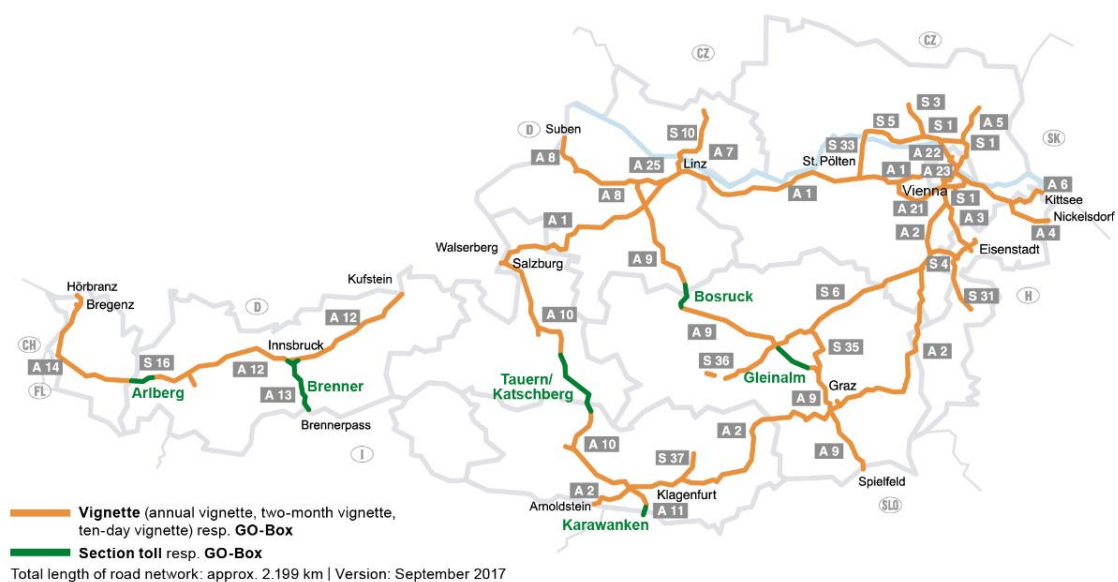 CZ
CZ
S 3
S 5
S 1
A 5
D
Suben
S 10
A 7
S 33
S 1
SK
A 8
A 25
Linz
St. Pölten
A 22
A 1
A 23
A 8
A 1
Vienna
A 6
Kittsee
A 21
S 1
A 3
Nickelsdorf
A 1
A 2
A 4
Walserberg
Salzburg
A 9
Eisenstadt
S 4
Kufstein
Hörbranz
Bregenz
D
Bosruck
S 6
S 31
H
A 12
A 10
A 9
CH
Innsbruck
S 35
A 2
A 14
S 16
A 12
S 36
Gleinalm
FL
Arlberg
Brenner
Tauern/
Katschberg
Graz
A 13
A 9
Brennerpass
A 2
A 10
A 9
I
S 37
Spielfeld
A 2
Klagenfurt
Arnoldstein
A 11
SLO
Karawanken
Vignette (annual vignette, two-month vignette,
ten-day vignette) resp. GO-Box
Section toll resp. GO-Box
Total length of road network: approx. 2.199 km | Version: September 2017